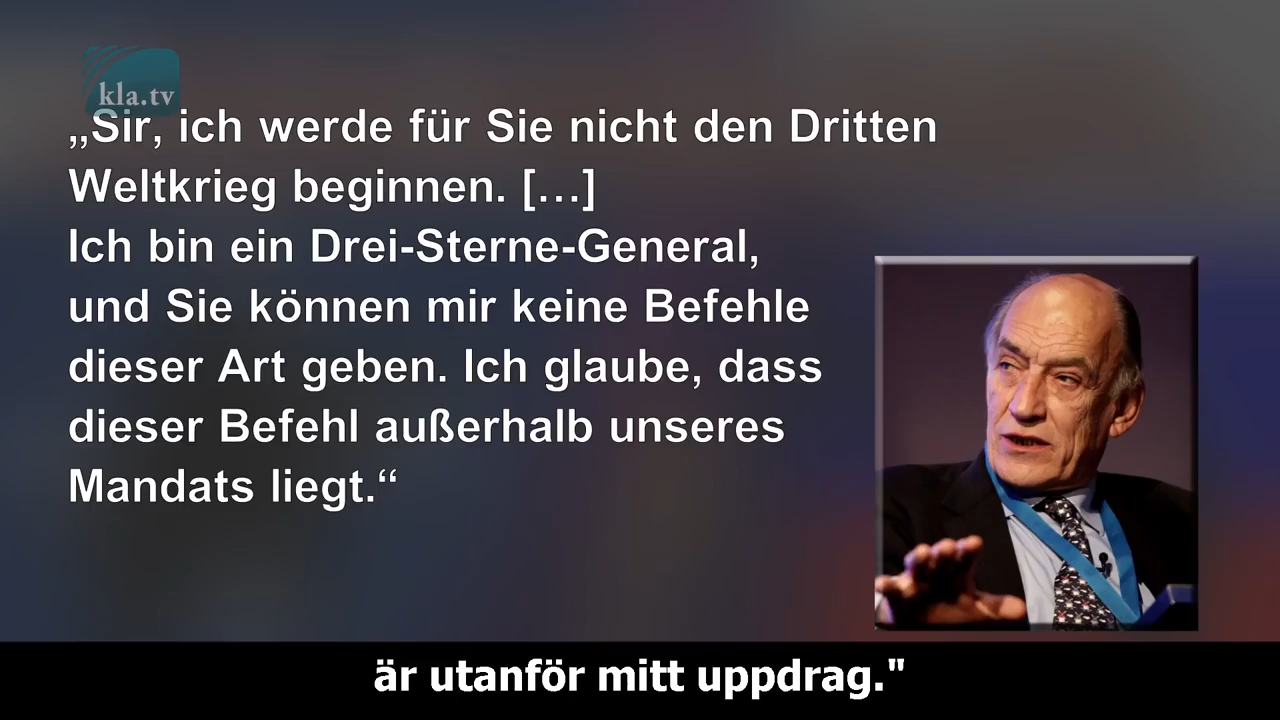 kla.tv
„Sir, ich werde für Sie nicht den Dritten
Weltkrieg beginnen. […]
Ich bin ein Drei-Sterne-General,
und Sie können mir keine Befehle
dieser Art geben. Ich glaube, dass
dieser Befehl außerhalb unseres
Mandats liegt.“
är utanför mitt uppdrag."